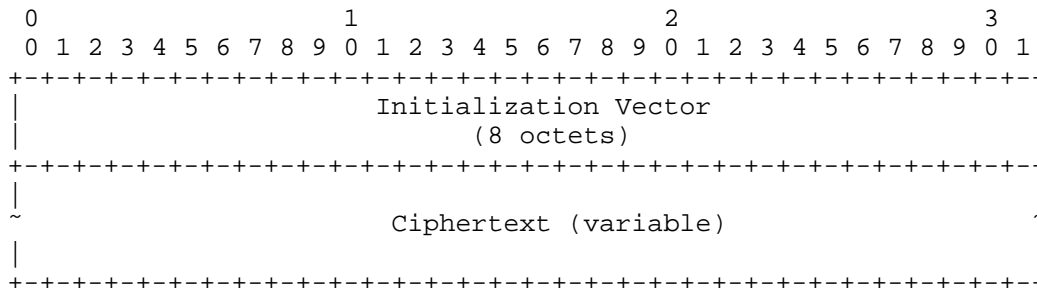 0                   1                   2                   3
 0 1 2 3 4 5 6 7 8 9 0 1 2 3 4 5 6 7 8 9 0 1 2 3 4 5 6 7 8 9 0 1
+-+-+-+-+-+-+-+-+-+-+-+-+-+-+-+-+-+-+-+-+-+-+-+-+-+-+-+-+-+-+-+--
|                     Initialization Vector
|                           (8 octets)
+-+-+-+-+-+-+-+-+-+-+-+-+-+-+-+-+-+-+-+-+-+-+-+-+-+-+-+-+-+-+-+--
|
~                      Ciphertext (variable)                   ~
|
+-+-+-+-+-+-+-+-+-+-+-+-+-+-+-+-+-+-+-+-+-+-+-+-+-+-+-+-+-+-+-+--